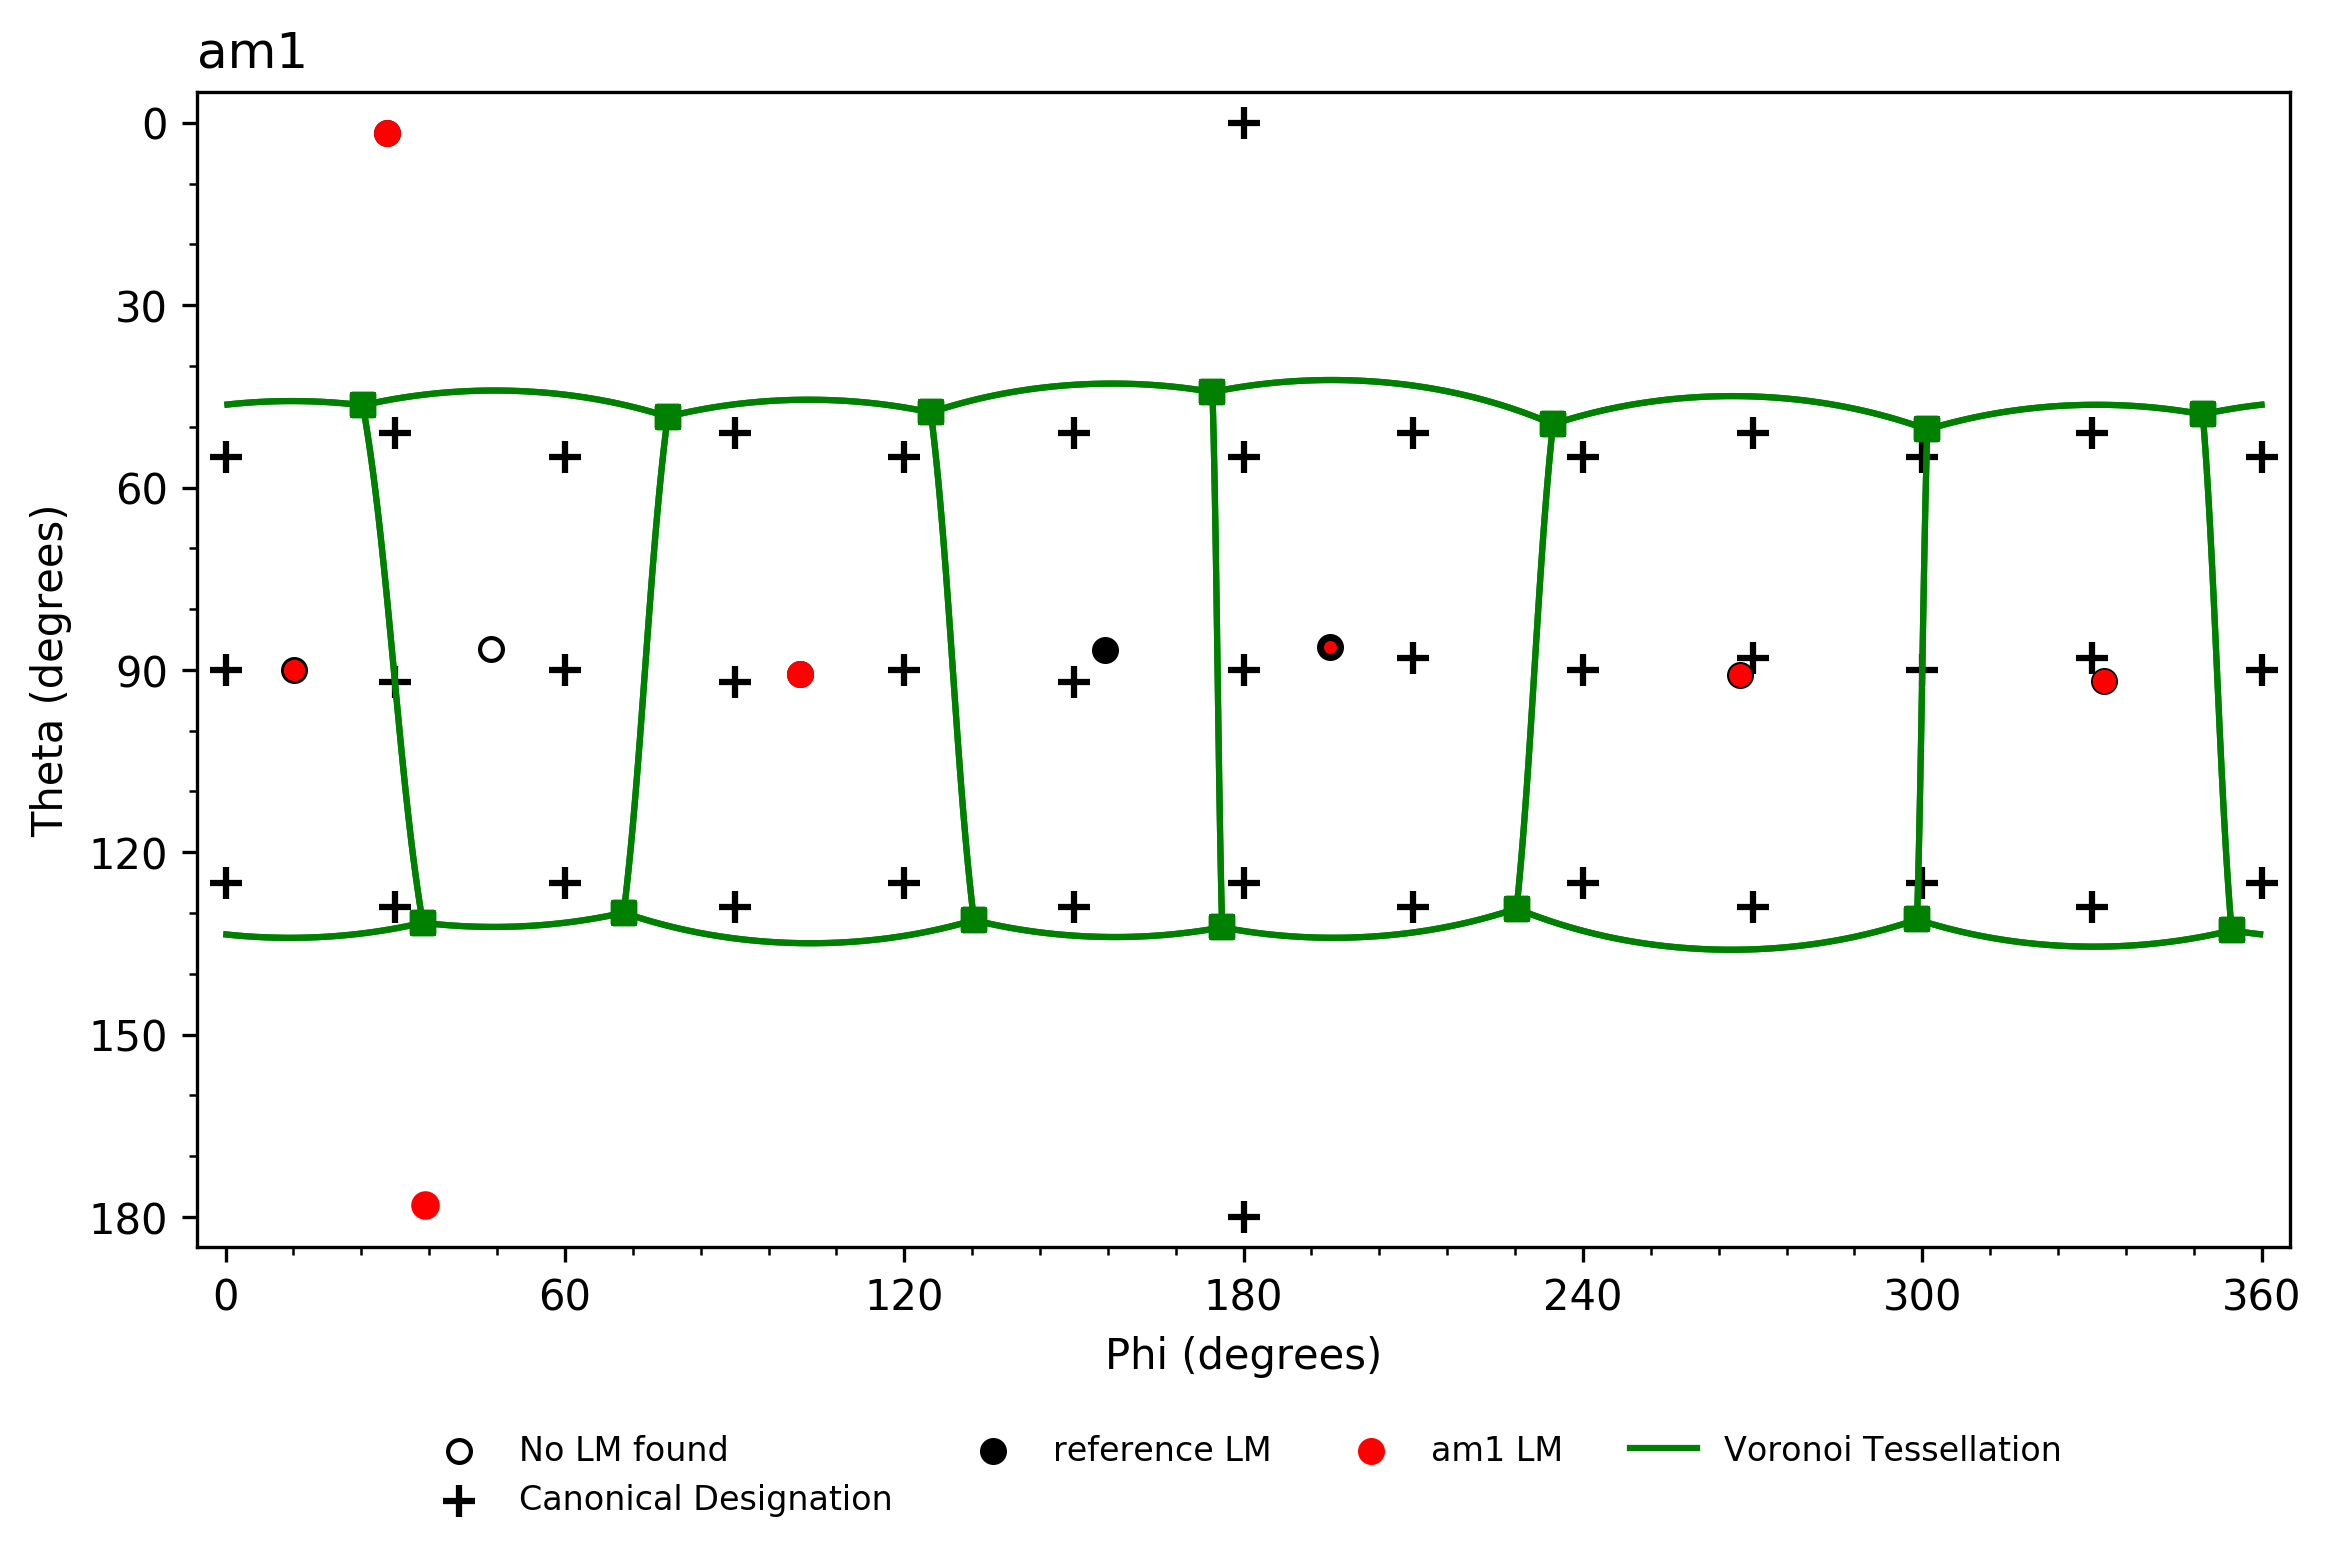 am1
0
30
60
90
120
150
180
Theta (degrees)
0 60 120 180 240 300 360
Phi (degrees)
No LM found reference LM am1 LM Voronoi Tessellation
Canonical Designation